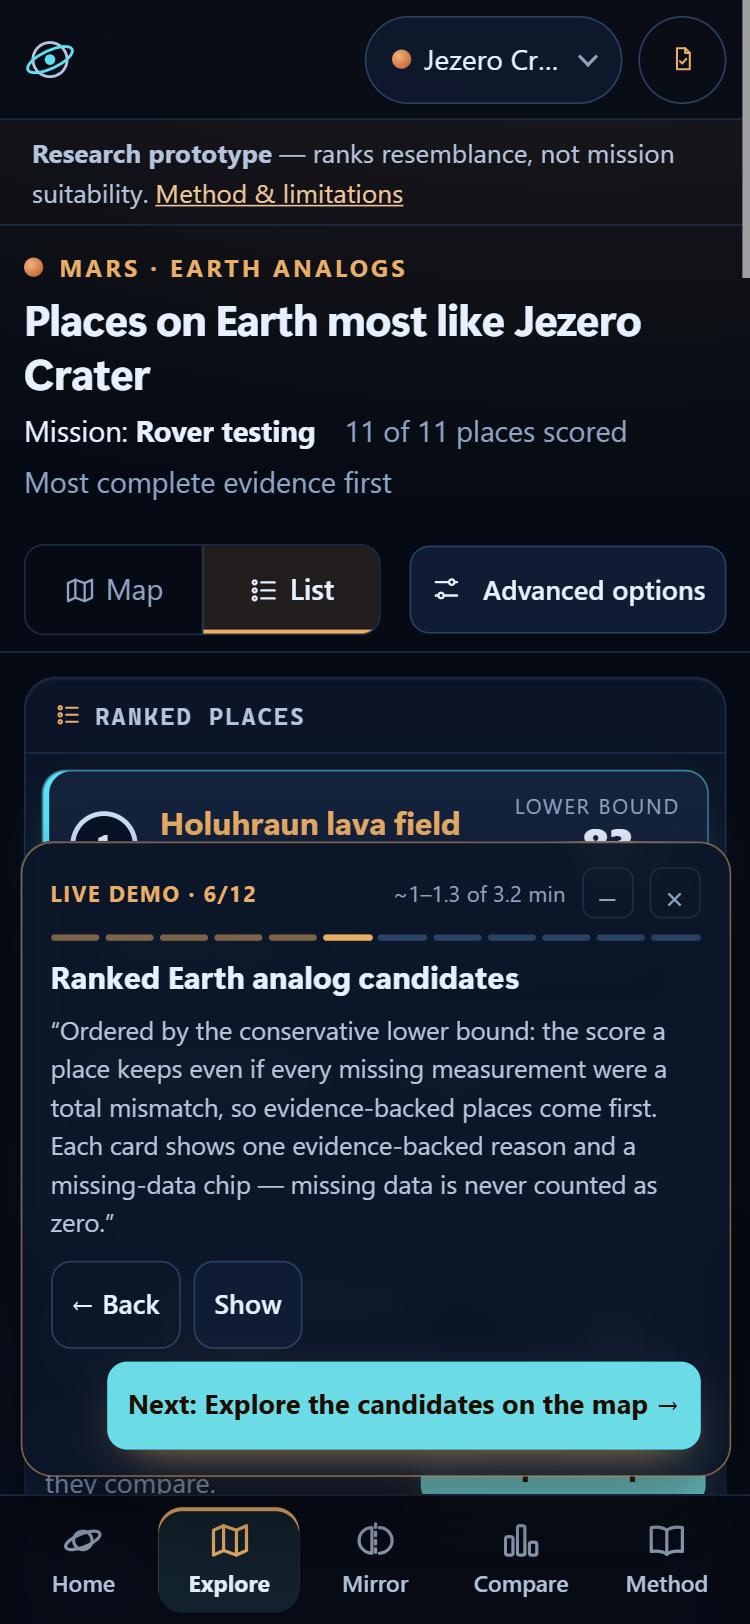 Jezero Cr...
Research prototype — ranks resemblance, not mission
suitability. Method & limitations
MARS · EARTH ANALOGS
Places on Earth most like Jezero
Crater
Mission: Rover testing 11 of 11 places scored
Most complete evidence first
Map List Advanced options
RANKED PLACES
LOWER BOUND
1 Holuhraun lava field 83
LIVE DEMO · 6/12 ~1–1.3 of 3.2 min – ×
Ranked Earth analog candidates
“Ordered by the conservative lower bound: the score a
place keeps even if every missing measurement were a
total mismatch, so evidence-backed places come first.
Each card shows one evidence-backed reason and a
missing-data chip — missing data is never counted as
zero.”
← Back Show
Next: Explore the candidates on the map →
they compare.
Home Explore Mirror Compare Method